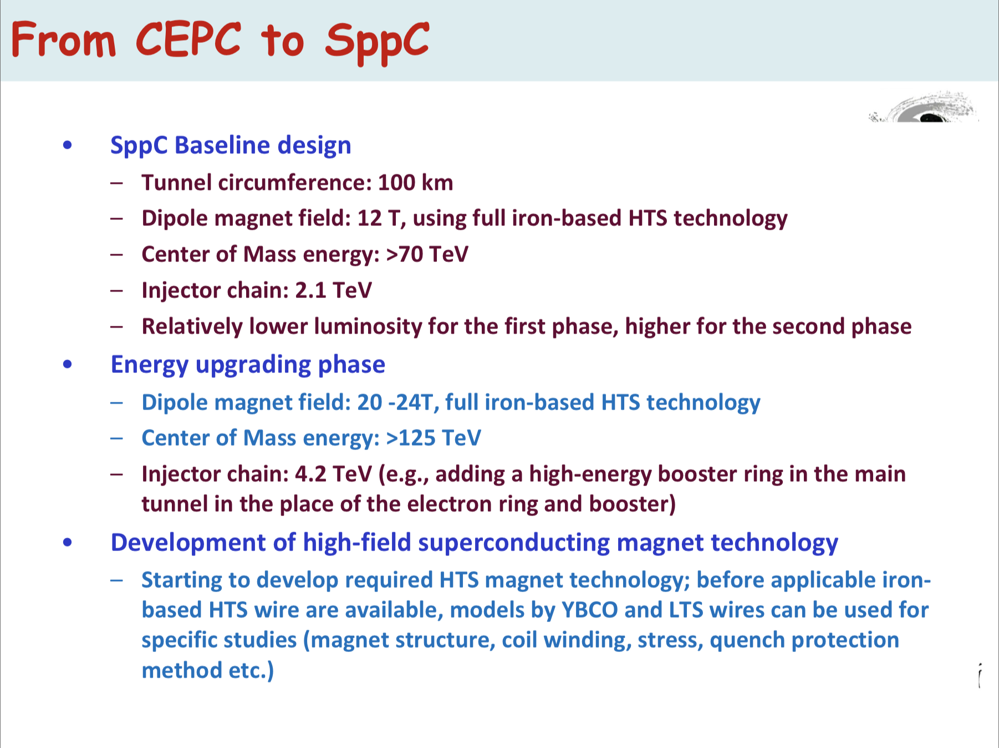 From CEPC to SppC
• SppC Baseline design
– Tunnel circumference: 100 km
– Dipole magnet field: 12 T, using full iron-based HTS technology
– Center of Mass energy: >70 TeV
– Injector chain: 2.1 TeV
– Relatively lower luminosity for the first phase, higher for the second phase
• Energy upgrading phase
– Dipole magnet field: 20 -24T, full iron-based HTS technology
– Center of Mass energy: >125 TeV
– Injector chain: 4.2 TeV (e.g., adding a high-energy booster ring in the main
tunnel in the place of the electron ring and booster)
• Development of high-field superconducting magnet technology
– Starting to develop required HTS magnet technology; before applicable iron-
based HTS wire are available, models by YBCO and LTS wires can be used for
specific studies (magnet structure, coil winding, stress, quench protection
method etc.)